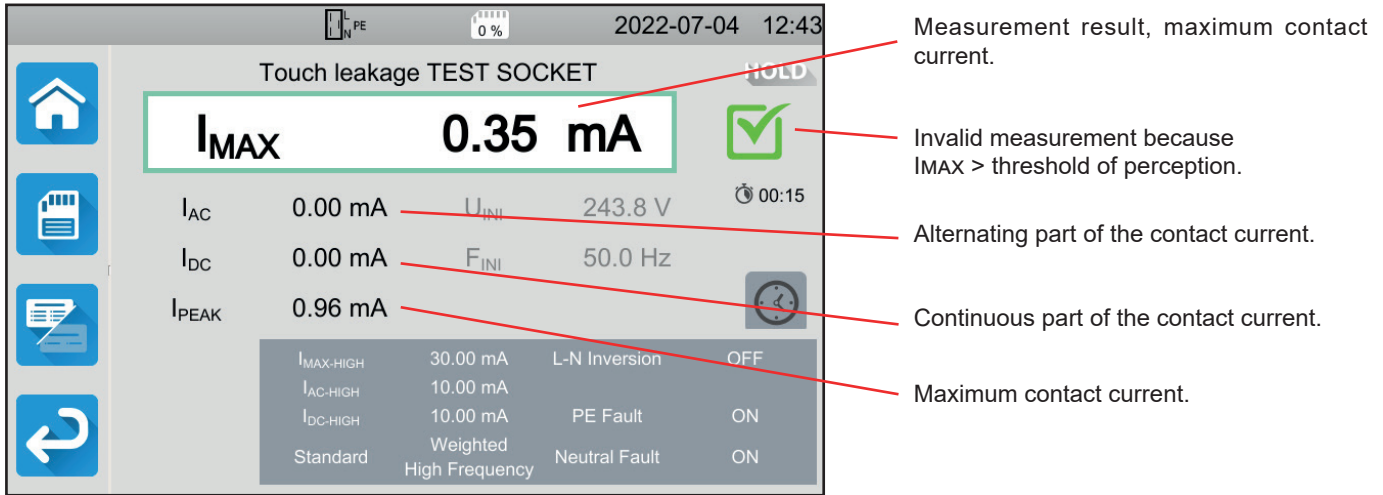 L
N PE
0 %
2022-07-04 12:43
Touch leakage TEST SOCKET
HOLD
IMAX 0.35 mA
00:15
IAC 0.00 mA UINI 243.8 V
IDC 0.00 mA FINI 50.0 Hz
IPEAK 0.96 mA
IMAX-HIGH 30.00 mA L-N Inversion OFF
IAC-HIGH 10.00 mA
IDC-HIGH 10.00 mA PE Fault ON
Standard Weighted High Frequency Neutral Fault ON
Measurement result, maximum contact
current.
Invalid measurement because
IMAX > threshold of perception.
Alternating part of the contact current.
Continuous part of the contact current.
Maximum contact current.